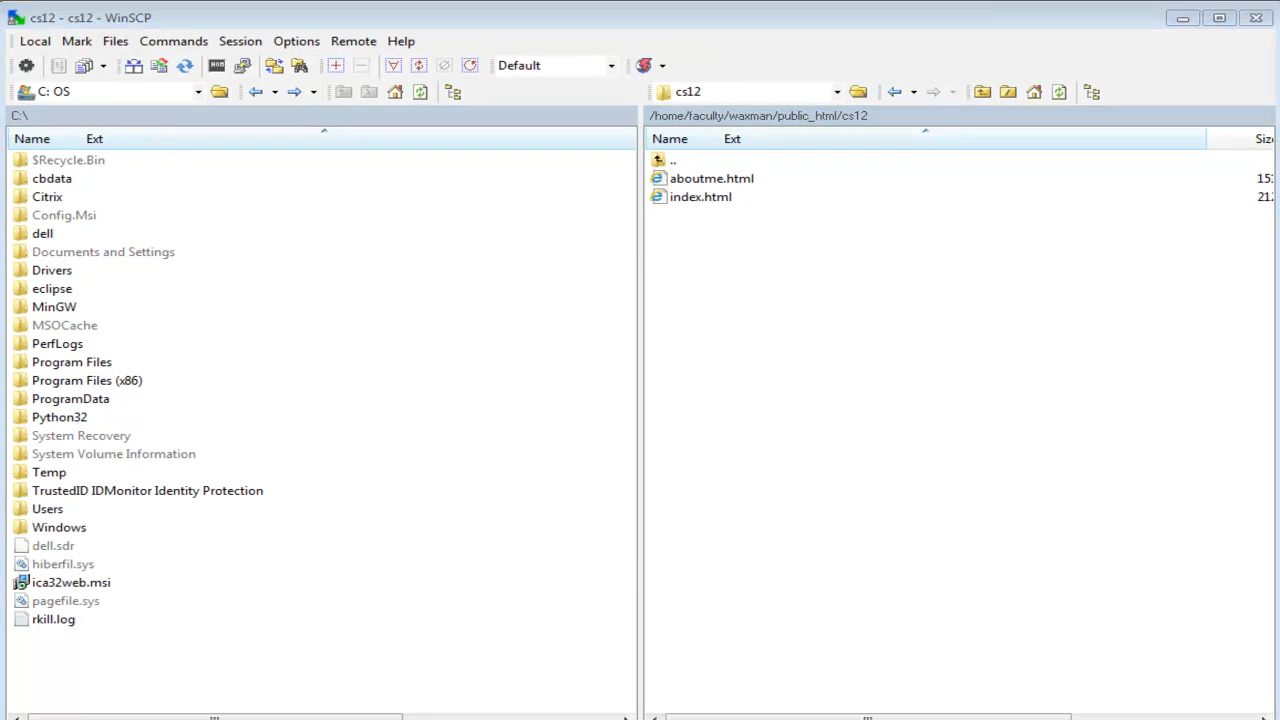 cs12 - cs12 - WinSCP
Local Mark Files Commands Session Options Remote Help
Default
C: OS
cs12
C:\
/home/faculty/waxman/public_html/cs12
Name Ext
Name Ext
$Recycle.Bin
cbdata
Citrix
Config.Msi
dell
Documents and Settings
Drivers
eclipse
MinGW
MSOCache
PerfLogs
Program Files
Program Files (x86)
ProgramData
Python32
System Recovery
System Volume Information
Temp
TrustedID IDMonitor Identity Protection
Users
Windows
dell.sdr
hiberfil.sys
ica32web.msi
pagefile.sys
rkill.log
..
aboutme.html
index.html